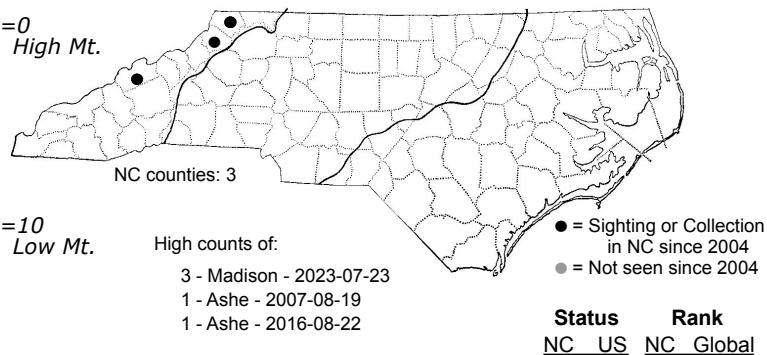 =0
High Mt.
NC counties: 3
=10
Low Mt.
High counts of:
3 - Madison - 2023-07-23
1 - Ashe - 2007-08-19
1 - Ashe - 2016-08-22
● = Sighting or Collection
in NC since 2004
● = Not seen since 2004
Status Rank
NC US NC Global